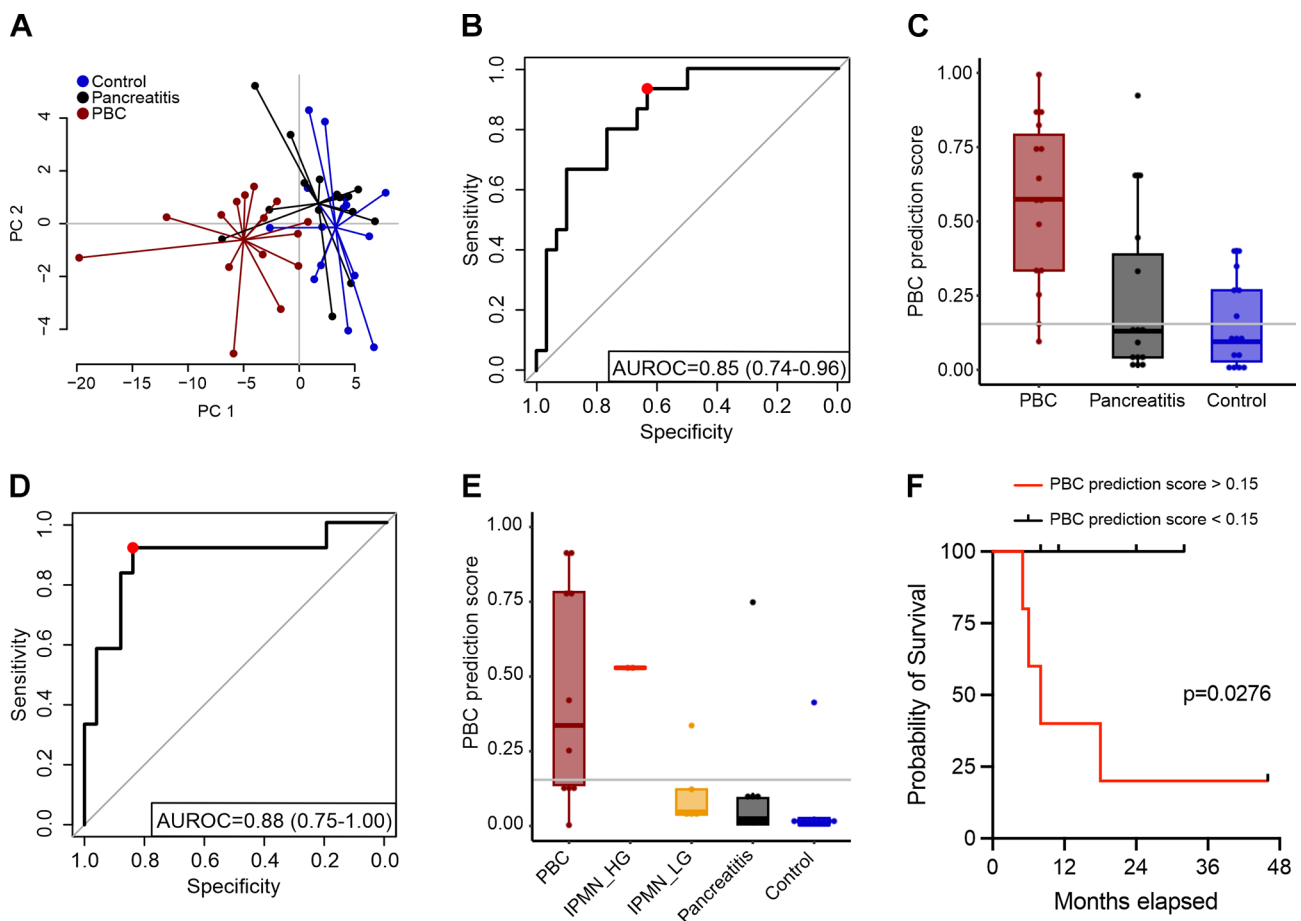 A
Control
Pancreatitis
PBC
4
2
0
−2
−4
PC 2
−20
−15
−10
−5
0
5
PC 1
B
1.0
0.8
0.6
0.4
0.2
0.0
Sensitivity
AUROC=0.85 (0.74-0.96)
1.0
0.8
0.6
0.4
0.2
0.0
Specificity
C
1.00
0.75
0.50
0.25
0.00
PBC prediction score
PBC
Pancreatitis
Control
D
1.0
0.8
0.6
0.4
0.2
0.0
Sensitivity
AUROC=0.88 (0.75-1.00)
1.0
0.8
0.6
0.4
0.2
0.0
Specificity
E
1.00
0.75
0.50
0.25
0.00
PBC prediction score
PBC
IPMN_HG
IPMN_LG
Pancreatitis
Control
F
PBC prediction score > 0.15
PBC prediction score < 0.15
100
75
50
25
0
Probability of Survival
p=0.0276
0
12
24
36
48
Months elapsed